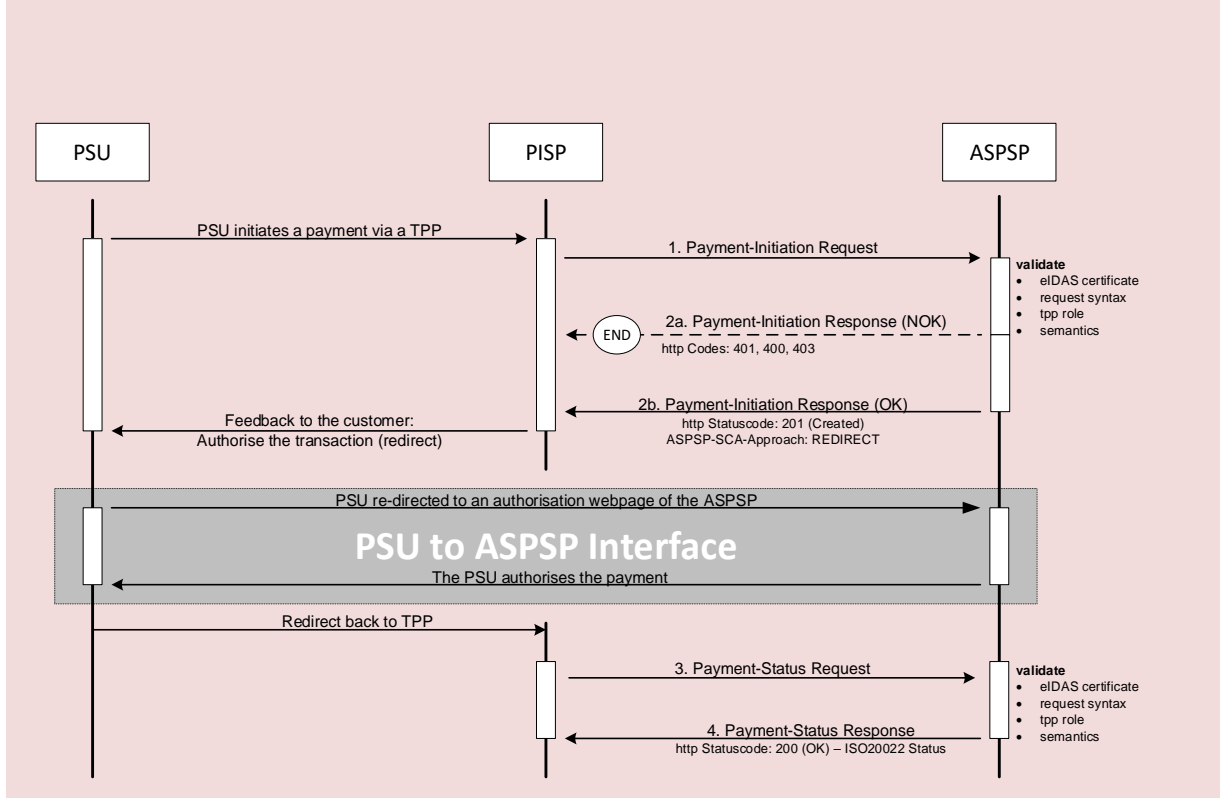 PSU
PISP
ASPSP
PSU initiates a payment via a TPP
1. Payment-Initiation Request
validate
• eIDAS certificate
• request syntax
• tpp role
• semantics
2a. Payment-Initiation Response (NOK)
END
http Codes: 401, 400, 403
2b. Payment-Initiation Response (OK)
http Statuscode: 201 (Created)
ASPSP-SCA-Approach: REDIRECT
Feedback to the customer:
Authorise the transaction (redirect)
PSU re-directed to an authorisation webpage of the ASPSP
PSU to ASPSP Interface
The PSU authorises the payment
Redirect back to TPP
3. Payment-Status Request
validate
• eIDAS certificate
• request syntax
• tpp role
• semantics
4. Payment-Status Response
http Statuscode: 200 (OK) – ISO20022 Status